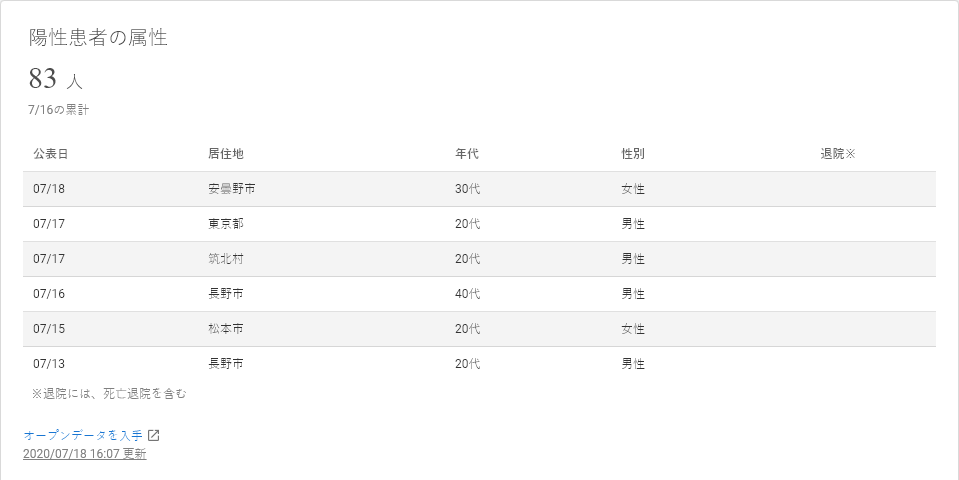 陽性患者の属性
83 人
7/16の累計
公表日 居住地 年代 性別 退院※
07/18 安曇野市 30代 女性
07/17 東京都 20代 男性
07/17 筑北村 20代 男性
07/16 長野市 40代 男性
07/15 松本市 20代 女性
07/13 長野市 20代 男性
※退院には、死亡退院を含む
オープンデータを入手
2020/07/18 16:07 更新